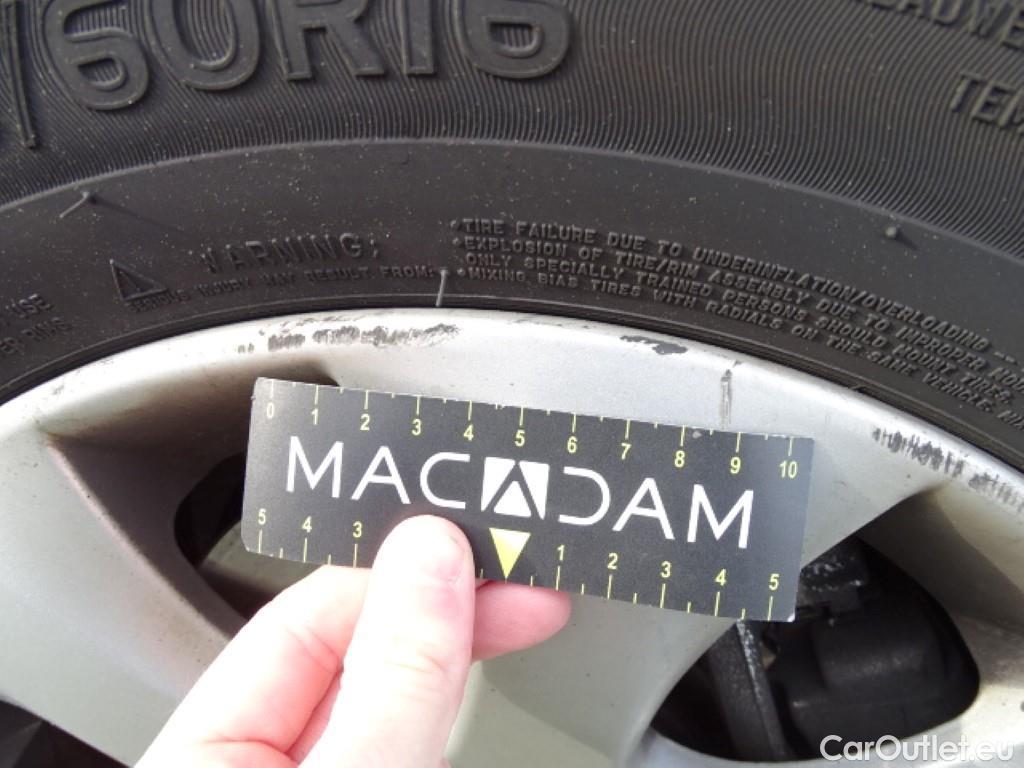 /60R16
TEM
WARNING:
SERIOUS INJURY MAY RESULT FROM:
•TIRE FAILURE DUE TO UNDERINFLATION/OVERLOADING
•EXPLOSION OF TIRE/RIM ASSEMBLY DUE TO IMPROPER
ONLY SPECIALLY TRAINED PERSONS SHOULD MOUNT TIRES.
•MIXING BIAS TIRES WITH RADIALS ON THE SAME VEHICLE
0 1 2 3 4 5 6 7 8 9 10
MACADAM
5 4 3 1 2 3 4 5
CarOutlet.eu